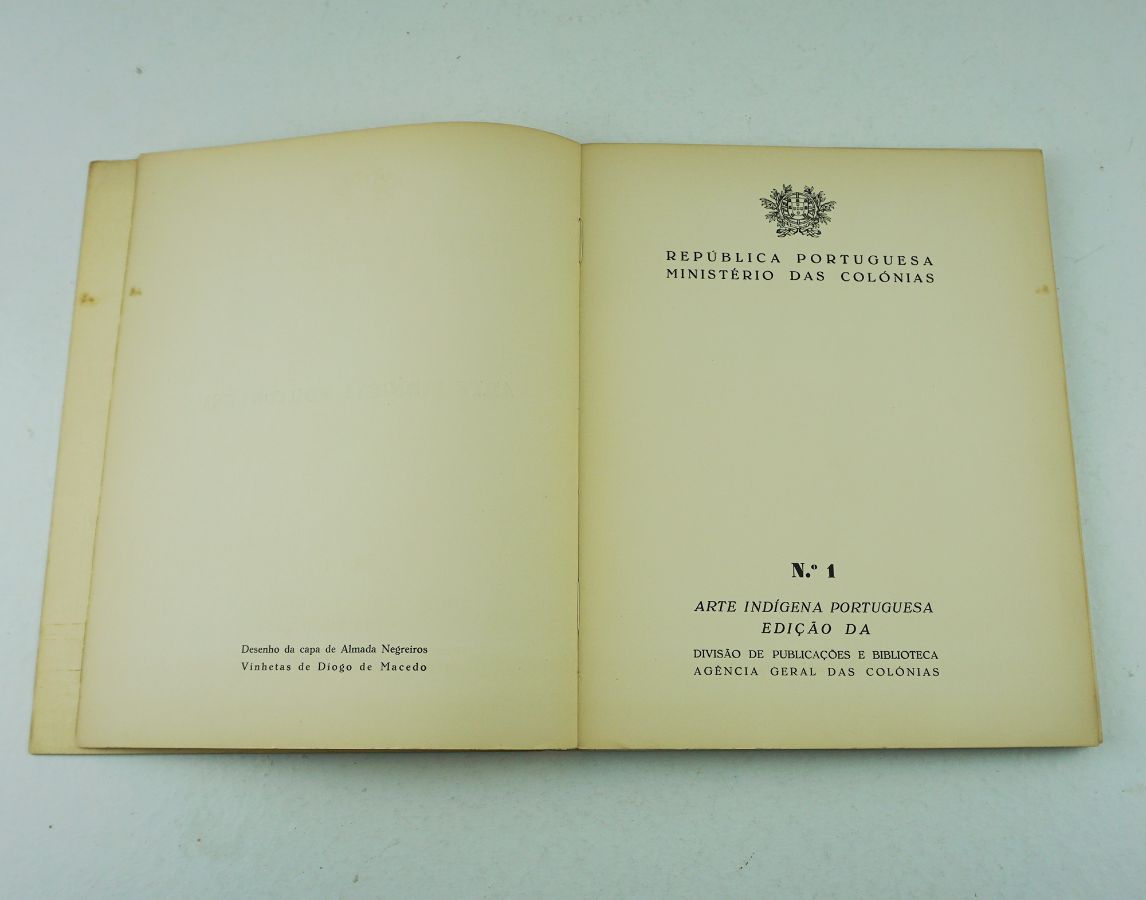 Desenho da capa de Almada Negreiros
Vinhetas de Diogo de Macedo
REPÚBLICA PORTUGUESA
MINISTÉRIO DAS COLÓNIAS
N.º 1
ARTE INDÍGENA PORTUGUESA
EDIÇÃO DA
DIVISÃO DE PUBLICAÇÕES E BIBLIOTECA
AGÊNCIA GERAL DAS COLÓNIAS